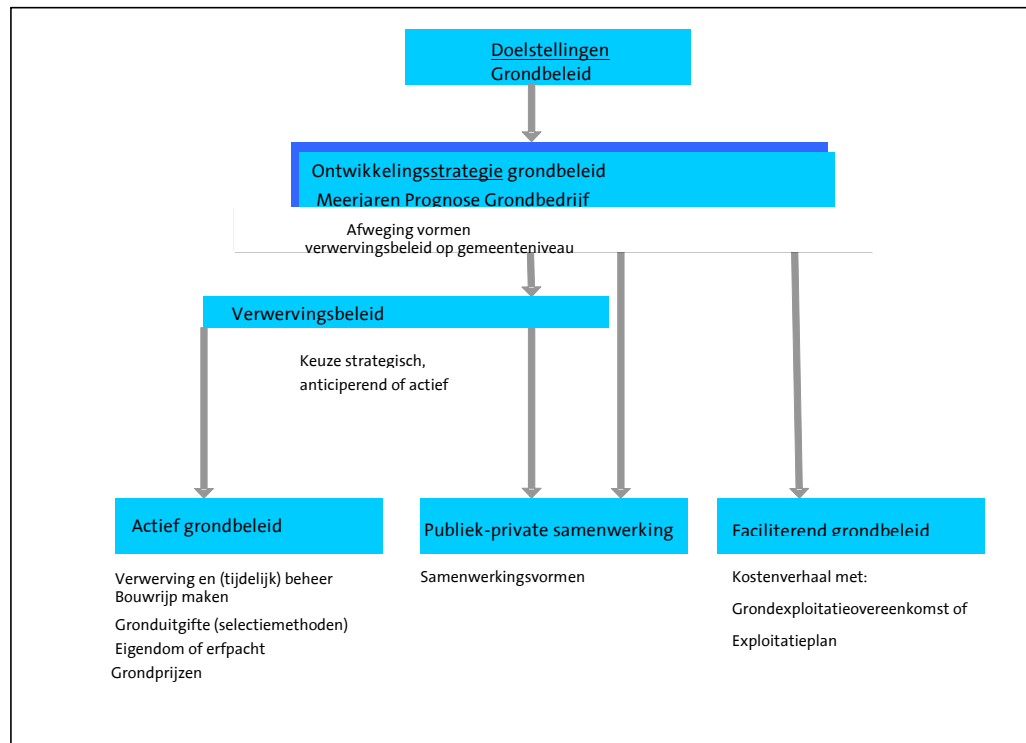 Doelstellingen
Grondbeleid
Ontwikkelingsstrategie grondbeleid
Meerjaren Prognose Grondbedrijf
Afweging vormen
verwervingsbeleid op gemeenteniveau
Verwervingsbeleid
Keuze strategisch,
anticiperend of actief
Actief grondbeleid
Verwerving en (tijdelijk) beheer
Bouwrijp maken
Gronduitgifte (selectiemethoden)
Eigendom of erfpacht
Grondprijzen
Publiek-private samenwerking
Samenwerkingsvormen
Faciliterend grondbeleid
Kostenverhaal met:
Grondexploitatieovereenkomst of
Exploitatieplan